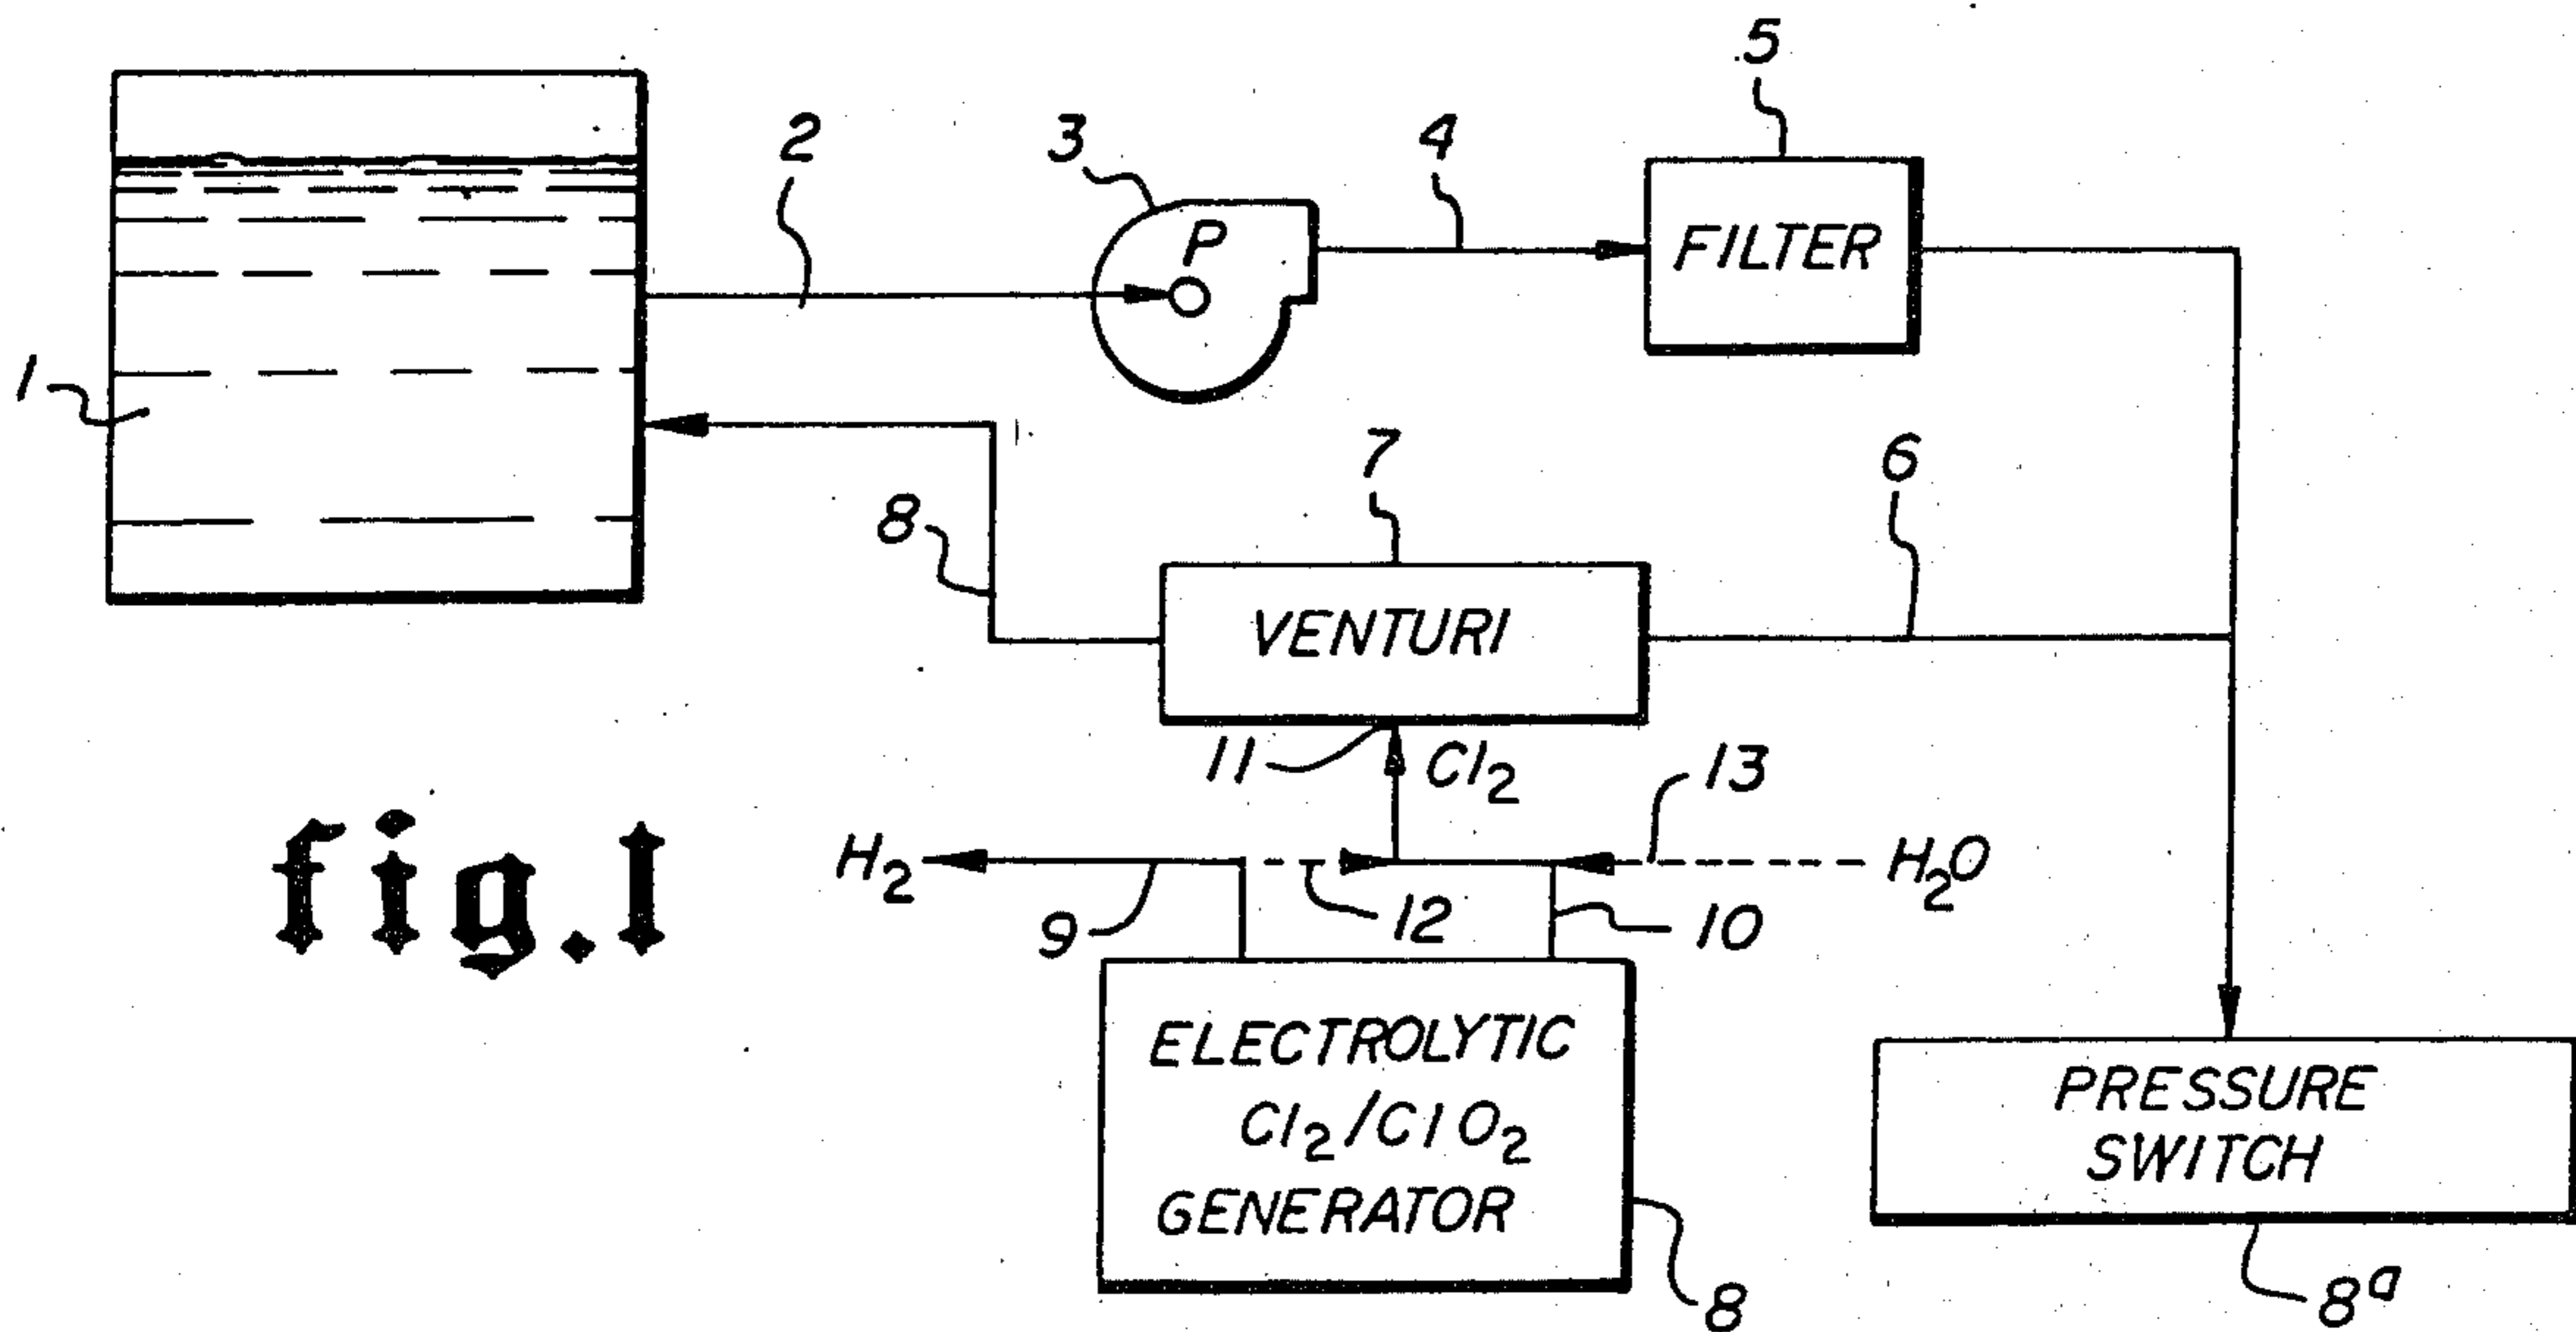 5
2
3
4
P
FILTER
1
7
6
8
VENTURI
11
Cl2
13
fig.1
H2
H2O
9
12
10
ELECTROLYTIC
Cl2/ClO2
GENERATOR
PRESSURE
SWITCH
8
8a